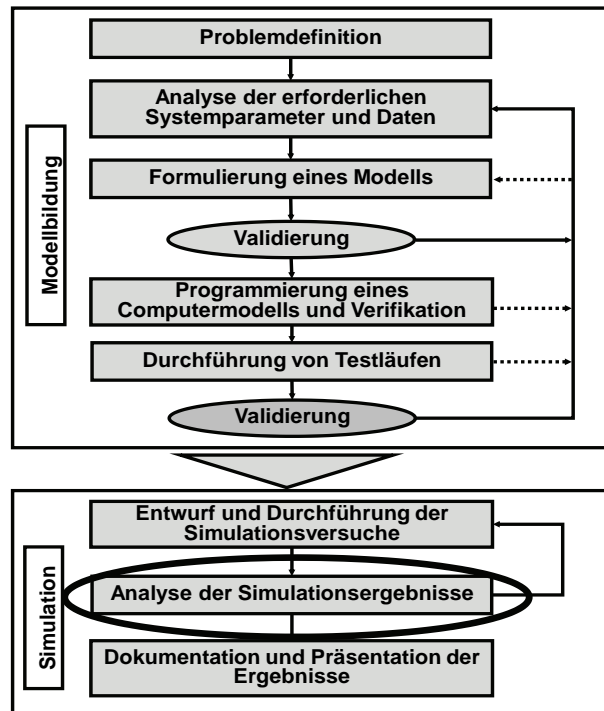 Problemdefinition
Analyse der erforderlichen
Systemparameter und Daten
Formulierung eines Modells
Validierung
Programmierung eines
Computermodells und Verifikation
Durchführung von Testläufen
Validierung
Modellbildung
Entwurf und Durchführung der
Simulationsversuche
Analyse der Simulationsergebnisse
Dokumentation und Präsentation der
Ergebnisse
Simulation